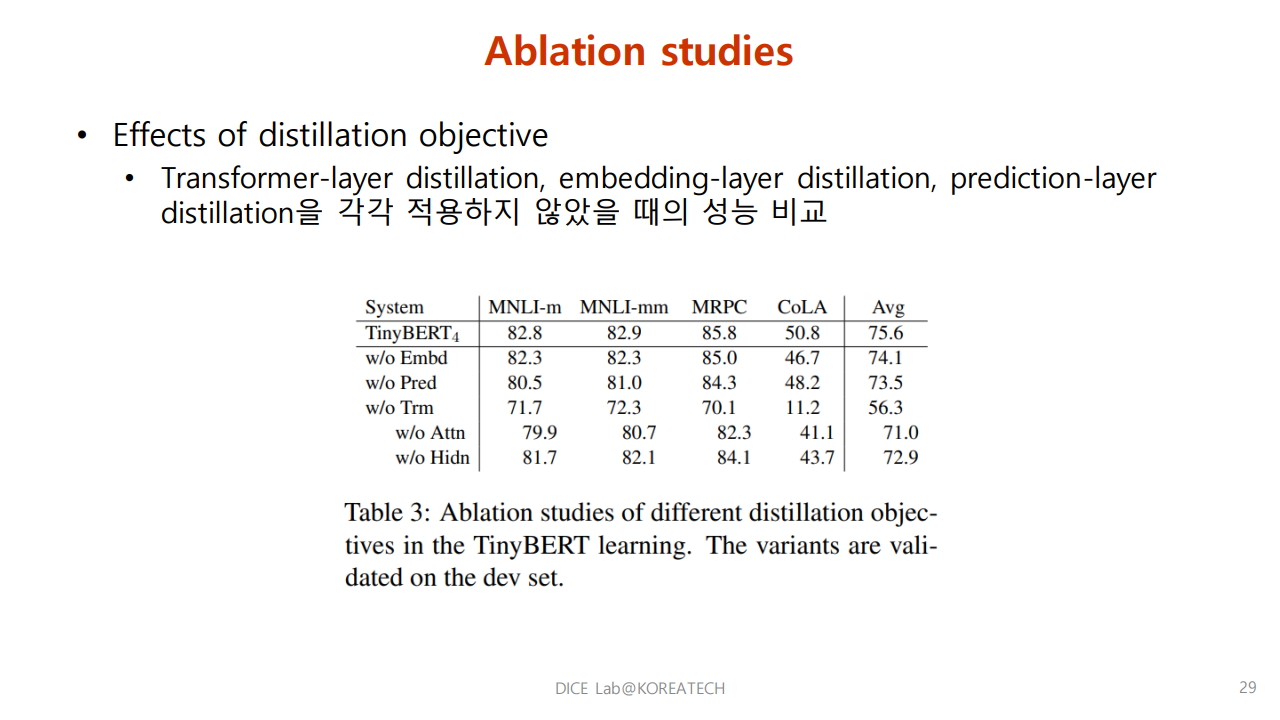 Ablation studies
• Effects of distillation objective
• Transformer-layer distillation, embedding-layer distillation, prediction-layer
distillation을 각각 적용하지 않았을 때의 성능 비교
System MNLI-m MNLI-mm MRPC CoLA Avg
TinyBERT4 82.8 82.9 85.8 50.8 75.6
w/o Embd 82.3 82.3 85.0 46.7 74.1
w/o Pred 80.5 81.0 84.3 48.2 73.5
w/o Trm 71.7 72.3 70.1 11.2 56.3
w/o Attn 79.9 80.7 82.3 41.1 71.0
w/o Hidn 81.7 82.1 84.1 43.7 72.9
Table 3: Ablation studies of different distillation objec-
tives in the TinyBERT learning. The variants are vali-
dated on the dev set.
DICE Lab@KOREATECH
29